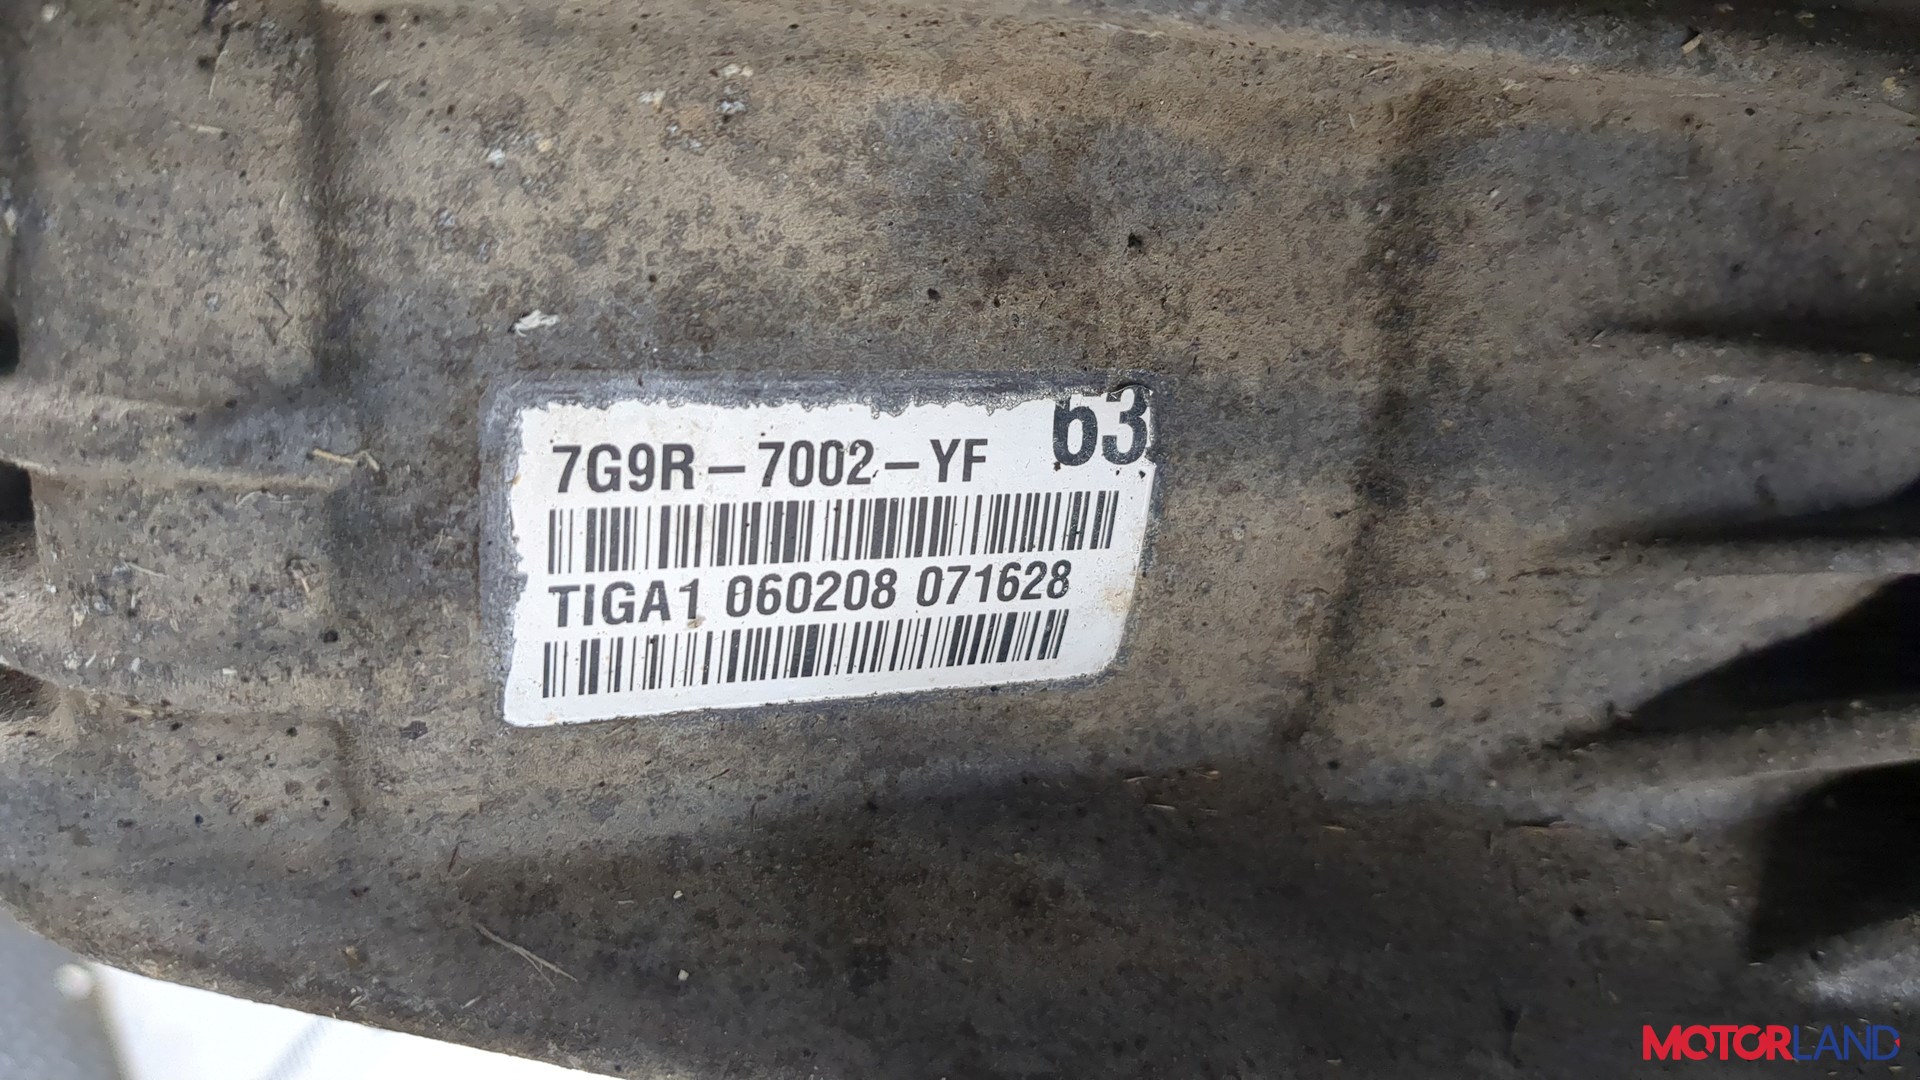 7G9R-7002-YF 63
TIGA1 060208 071628
MOTORLAND